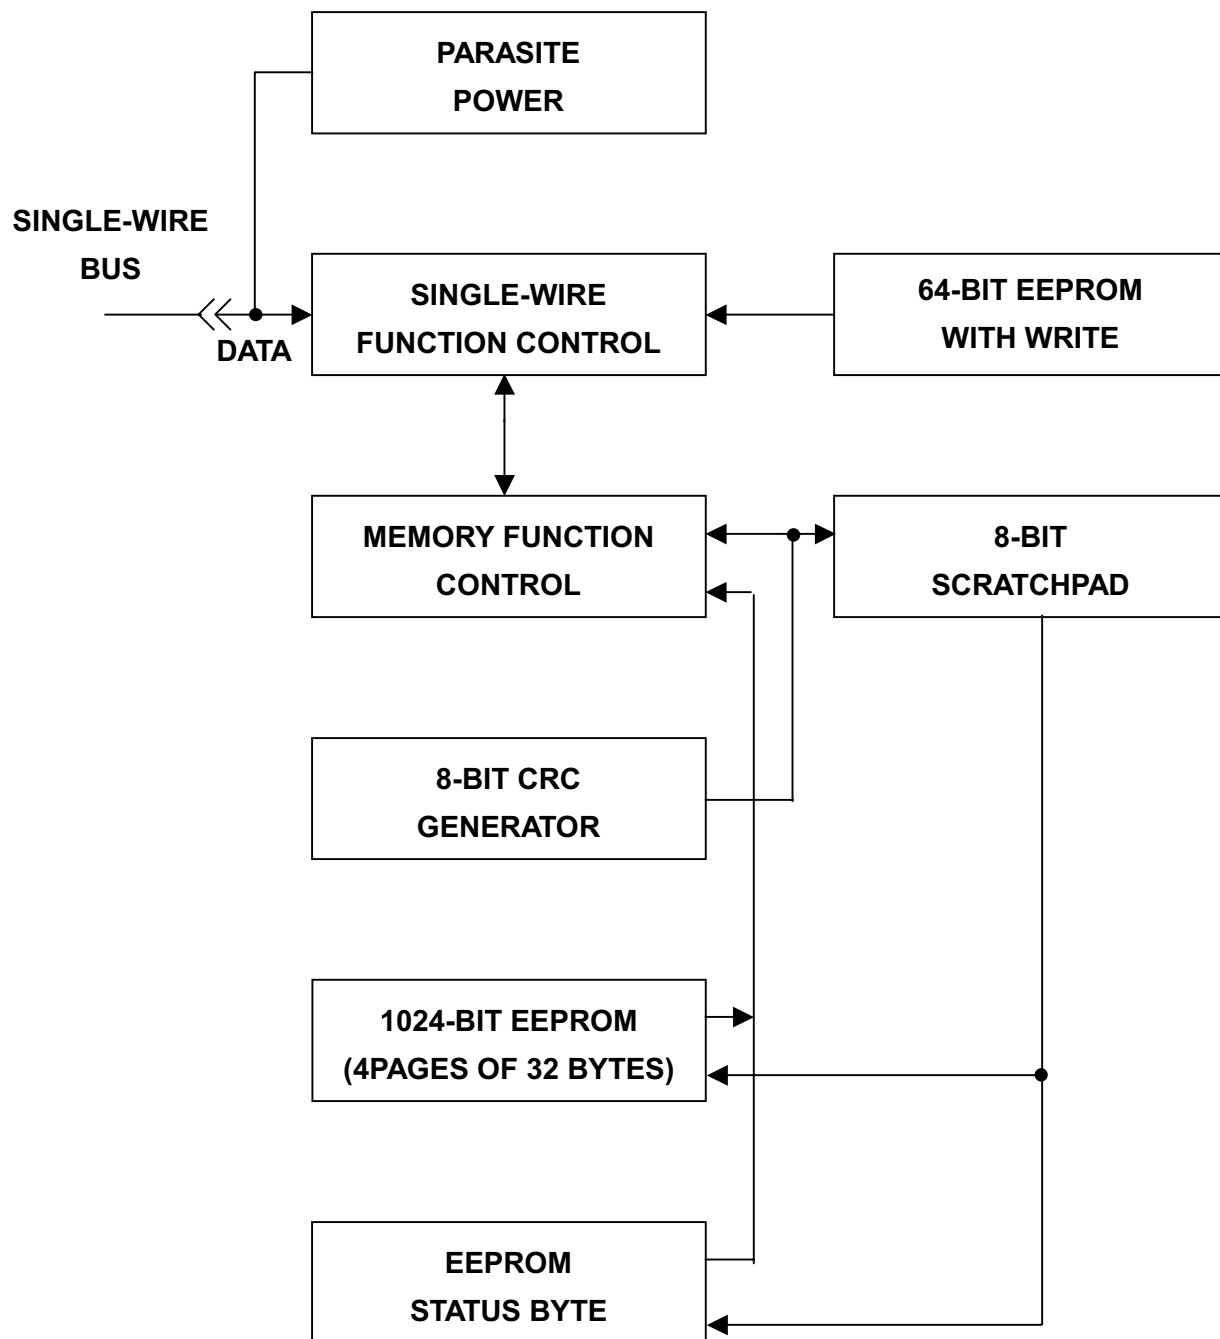 PARASITE
POWER
SINGLE-WIRE
BUS
DATA
SINGLE-WIRE
FUNCTION CONTROL
64-BIT EEPROM
WITH WRITE
MEMORY FUNCTION
CONTROL
8-BIT
SCRATCHPAD
8-BIT CRC
GENERATOR
1024-BIT EEPROM
(4PAGES OF 32 BYTES)
EEPROM
STATUS BYTE